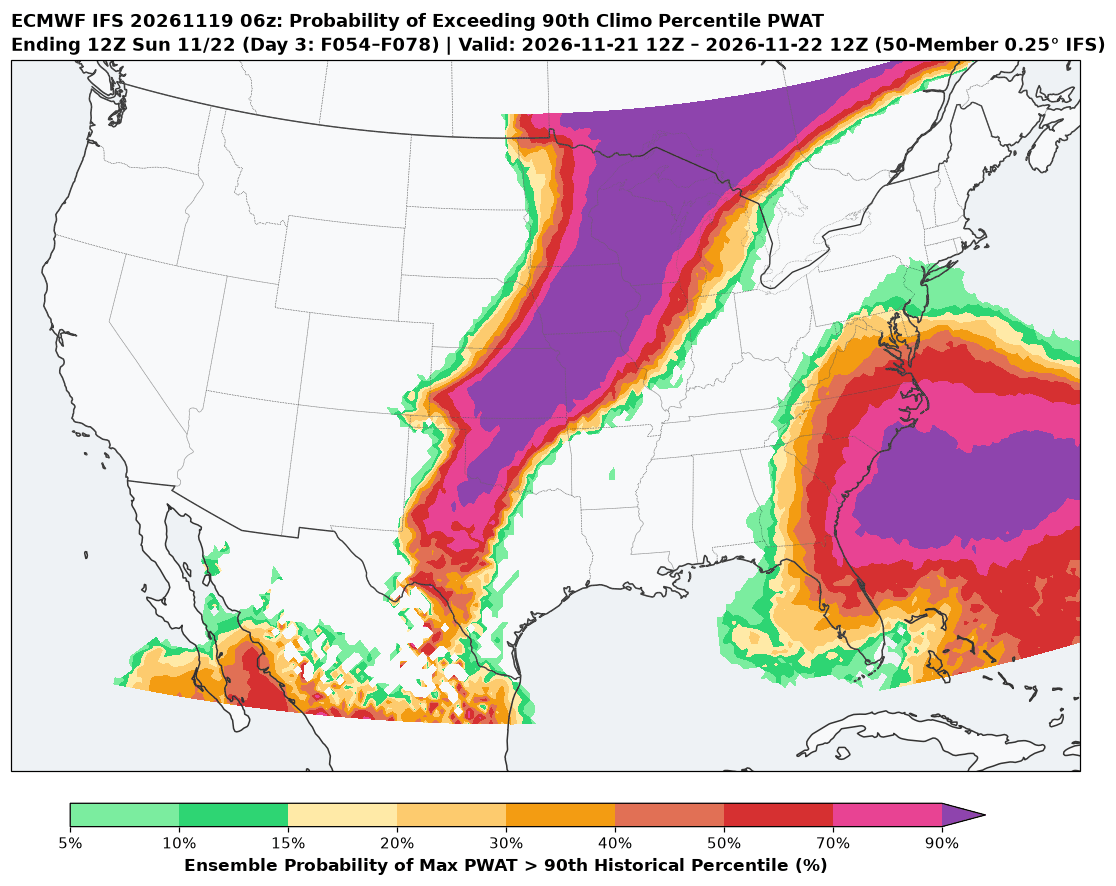 ECMWF IFS 20261119 06z: Probability of Exceeding 90th Climo Percentile PWAT
Ending 12Z Sun 11/22 (Day 3: F054–F078) | Valid: 2026-11-21 12Z – 2026-11-22 12Z (50-Member 0.25° IFS)
5% 10% 15% 20% 30% 40% 50% 70% 90%
Ensemble Probability of Max PWAT > 90th Historical Percentile (%)